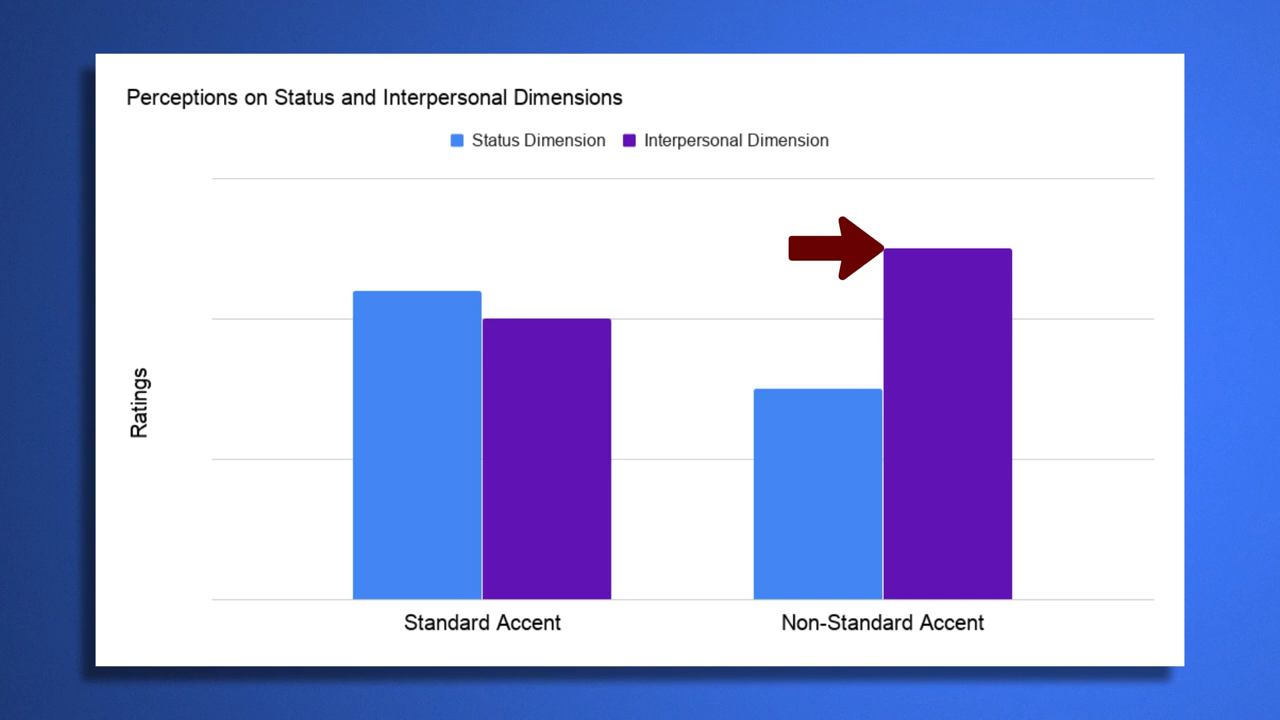 Perceptions on Status and Interpersonal Dimensions
Status Dimension Interpersonal Dimension
Ratings
Standard Accent Non-Standard Accent